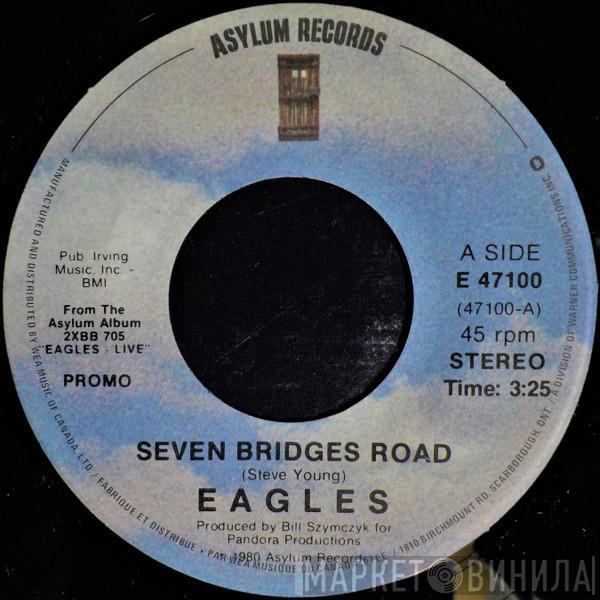 ASYLUM RECORDS
Pub. Irving
Music, Inc. -
BMI
From The
Asylum Album
2XBB 705
"EAGLES - LIVE"
PROMO
A SIDE
E 47100
(47100-A)
45 rpm
STEREO
Time: 3:25
SEVEN BRIDGES ROAD
(Steve Young)
EAGLES
Produced by Bill Szymczyk for
Pandora Productions
1980 Asylum Records
MANUFACTURED AND DISTRIBUTED BY WEA MUSIC OF CANADA, LTD / FABRIQUE ET DISTRIBUE • PAR WEA MUSIQUE DU CANADA LTEE / 1810 BIRCHMOUNT RD. SCARBOROUGH, ONT. / A DIVISION OF WARNER COMMUNICATIONS INC.
МАРКЕТ ВИНИЛА